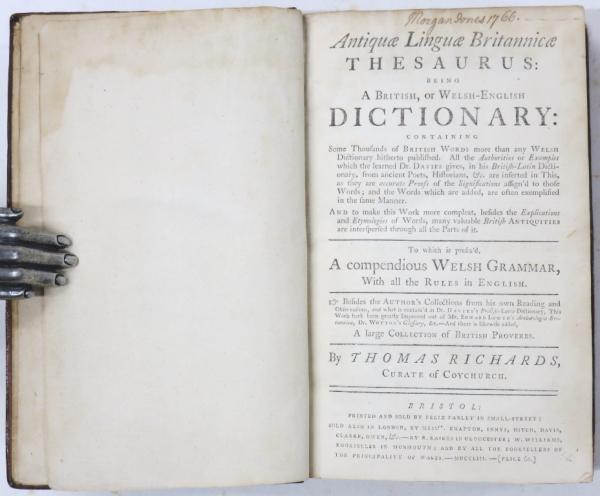 Morgan Jones 1766.
Antiquæ Linguæ Britannicæ
THESAURUS:
BEING
A BRITISH, or WELSH-ENGLISH
DICTIONARY:
CONTAINING
Some Thousands of BRITISH WORDS more than any WELSH
Dictionary hitherto published. All the Authorities or Examples
which the learned Dr. DAVIES gives, in his British-Latin Dicti-
onary, from ancient Poets, Historians, &c. are inserted in This,
as they are accurate Proofs of the Significations assign'd to those
Words; and the Words which are added, are often exemplified
in the same Manner.
AND to make this Work more compleat, besides the Explications
and Etymologies of Words, many valuable British ANTIQUITIES
are interspersed through all the Parts of it.
To which is prefix'd,
A compendious WELSH GRAMMAR,
With all the RULES in ENGLISH.
☞ Besides the AUTHOR's Collections from his own Reading and
Observations, and what is contain'd in Dr. DAVIES's British-Latin Dictionary, This
Work hath been greatly Improved out of Mr. EDWARD LHWYD's Archæologia Bri-
tannica, Dr. WOTTON's Glossary, &c.—And there is likewise added,
A large COLLECTION of BRITISH PROVERBS.
By THOMAS RICHARDS,
CURATE OF COYCHURCH.
BRISTOL:
PRINTED AND SOLD BY FELIX FARLEY IN SMALL-STREET;
SOLD ALSO IN LONDON, BY MESSrs. KNAPTON, INNYS, HITCH, DAVIS,
CLARKE, OWEN, &c.—BY R. RAIKES IN GLOUCESTER; W. WILLIAMS,
BOOKSELLER IN MONMOUTH; AND BY ALL THE BOOKSELLERS OF
THE PRINCIPALITY OF WALES.—MDCCLIII.—[PRICE 6s.]